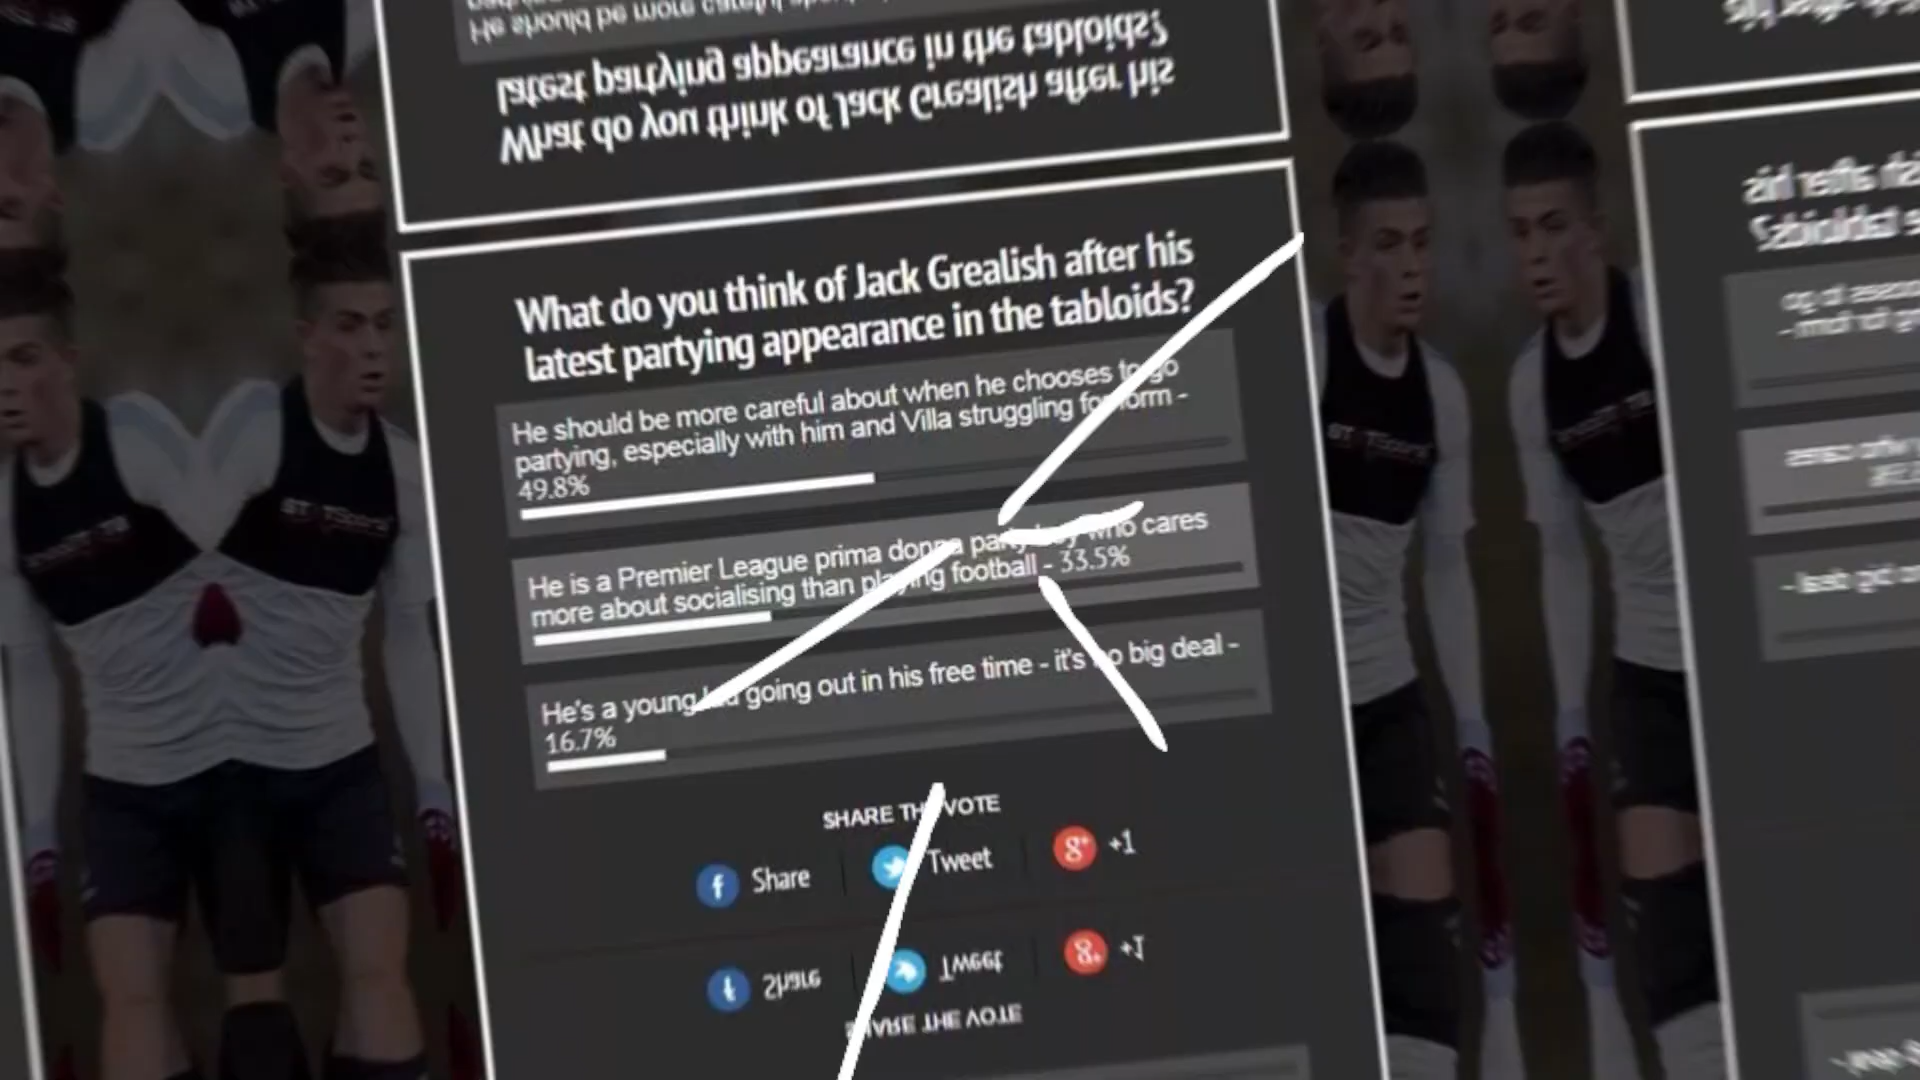 What do you think of Jack Grealish after his
latest partying appearance in the tabloids?
He should be more careful about when he chooses to go
partying, especially with him and Villa struggling for form -
49.8%
He is a Premier League prima donna party boy who cares
more about socialising than playing football - 33.5%
He's a young lad going out in his free time - it's no big deal -
16.7%
SHARE THE VOTE
Share
Tweet
+1